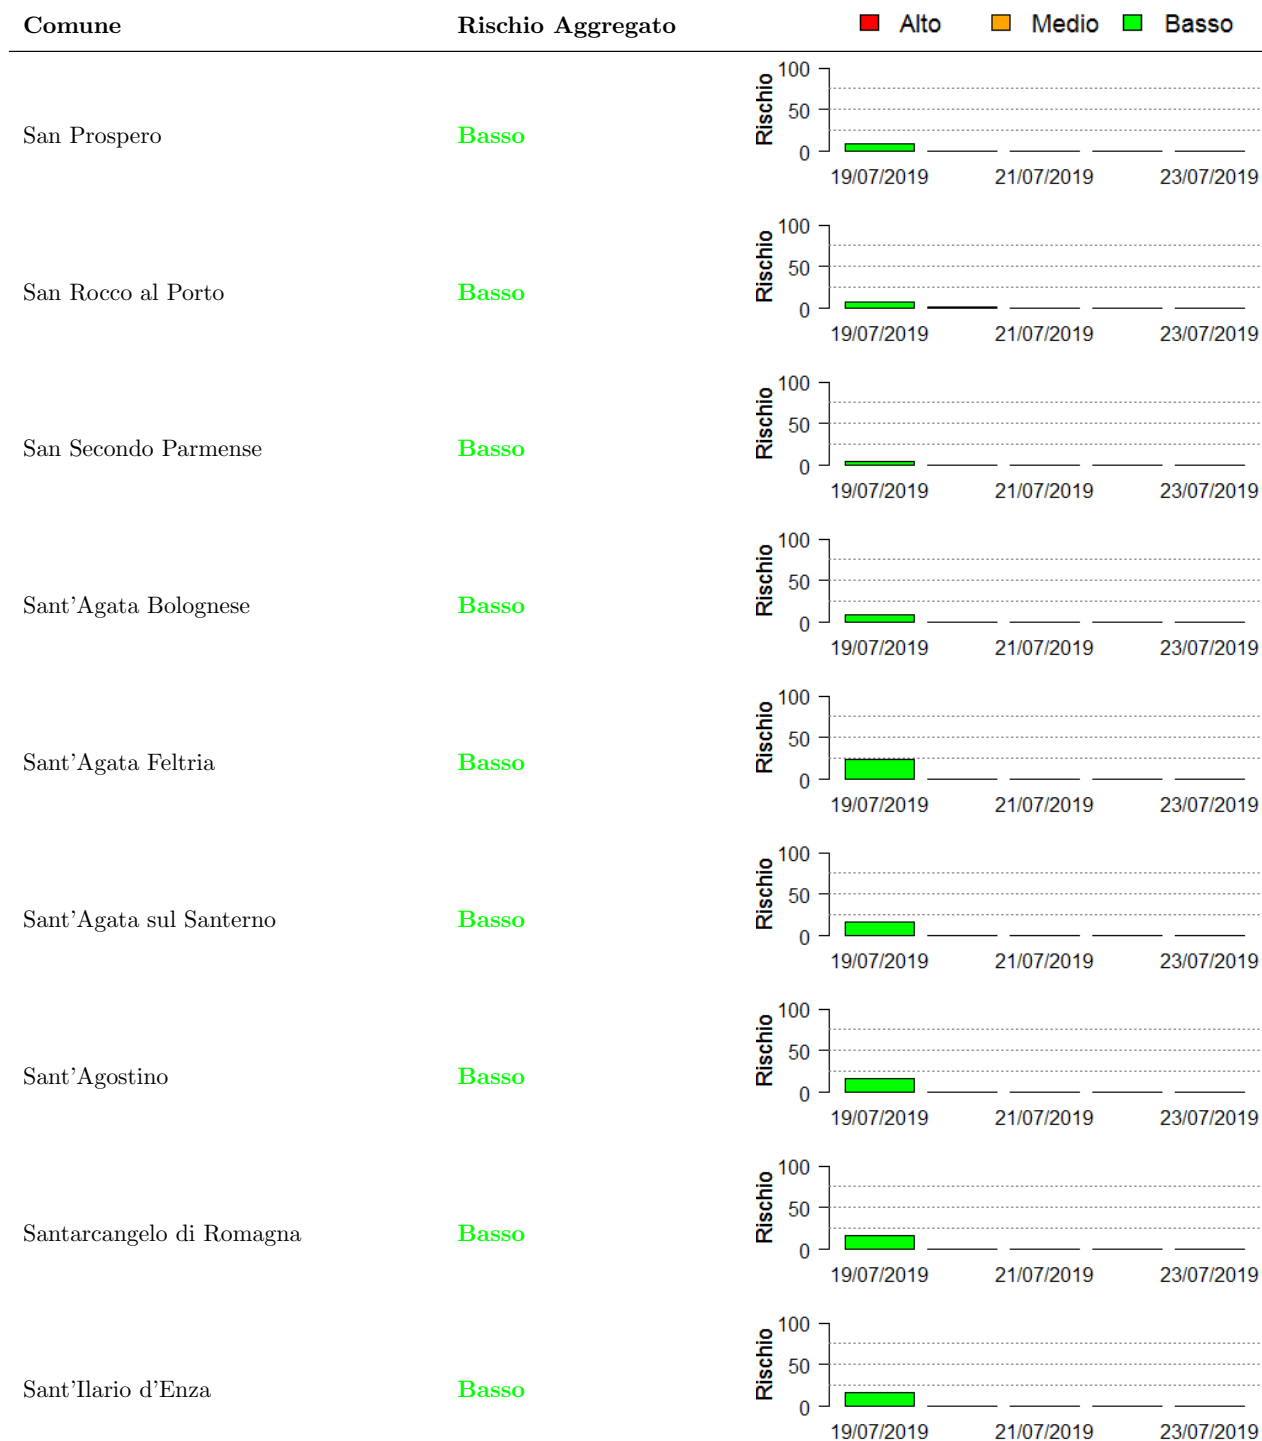 Comune Rischio Aggregato Alto Medio Basso
100
50
0
Rischio
San Prospero Basso
19/07/2019 21/07/2019 23/07/2019
100
50
0
Rischio
San Rocco al Porto Basso
19/07/2019 21/07/2019 23/07/2019
100
50
0
Rischio
San Secondo Parmense Basso
19/07/2019 21/07/2019 23/07/2019
100
50
0
Rischio
Sant'Agata Bolognese Basso
19/07/2019 21/07/2019 23/07/2019
100
50
0
Rischio
Sant'Agata Feltria Basso
19/07/2019 21/07/2019 23/07/2019
100
50
0
Rischio
Sant'Agata sul Santerno Basso
19/07/2019 21/07/2019 23/07/2019
100
50
0
Rischio
Sant'Agostino Basso
19/07/2019 21/07/2019 23/07/2019
100
50
0
Rischio
Santarcangelo di Romagna Basso
19/07/2019 21/07/2019 23/07/2019
100
50
0
Rischio
Sant'Ilario d'Enza Basso
19/07/2019 21/07/2019 23/07/2019